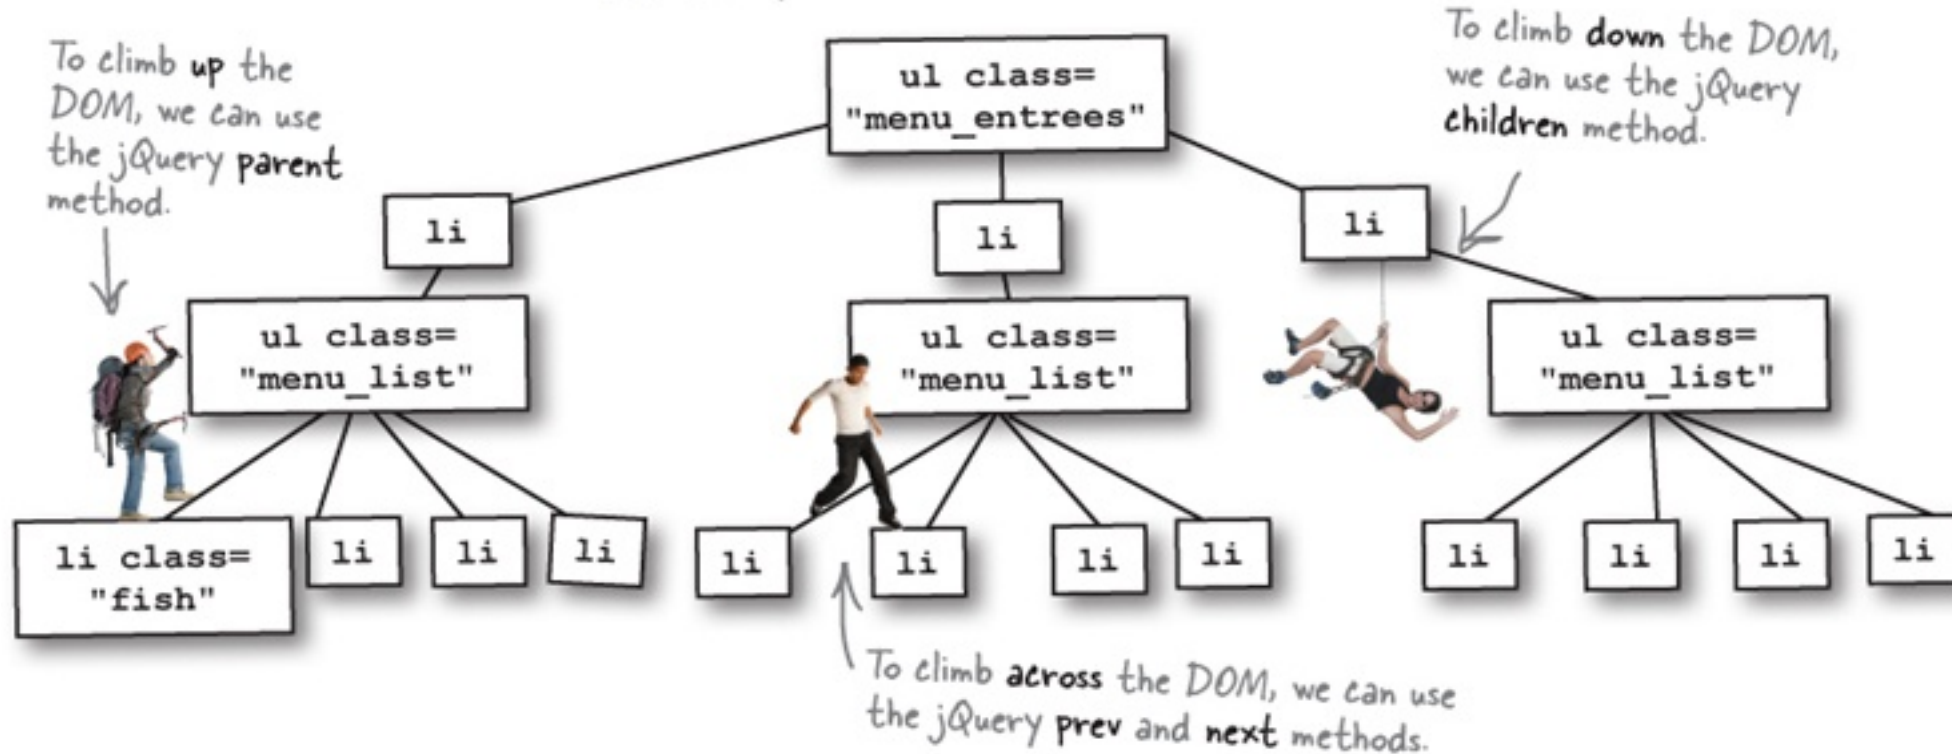 To climb up the
DOM, we can use
the jQuery parent
method.
To climb down the DOM,
we can use the jQuery
children method.
ul class=
"menu_entrees"
li
li
li
ul class=
"menu_list"
ul class=
"menu_list"
ul class=
"menu_list"
li class=
"fish"
li
li
li
li
li
li
li
li
li
li
li
To climb across the DOM, we can use
the jQuery prev and next methods.